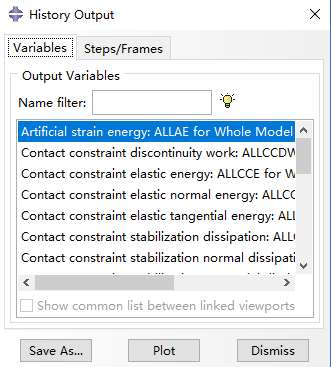 History Output
Variables
Steps/Frames
Output Variables
Name filter:
Artificial strain energy: ALLAE for Whole Model
Contact constraint discontinuity work: ALLCCDW
Contact constraint elastic energy: ALLCCE for W
Contact constraint elastic normal energy: ALLCC
Contact constraint elastic tangential energy: ALL
Contact constraint stabilization dissipation: ALLC
Contact constraint stabilization normal dissipati
Show common list between linked viewports
Save As...
Plot
Dismiss